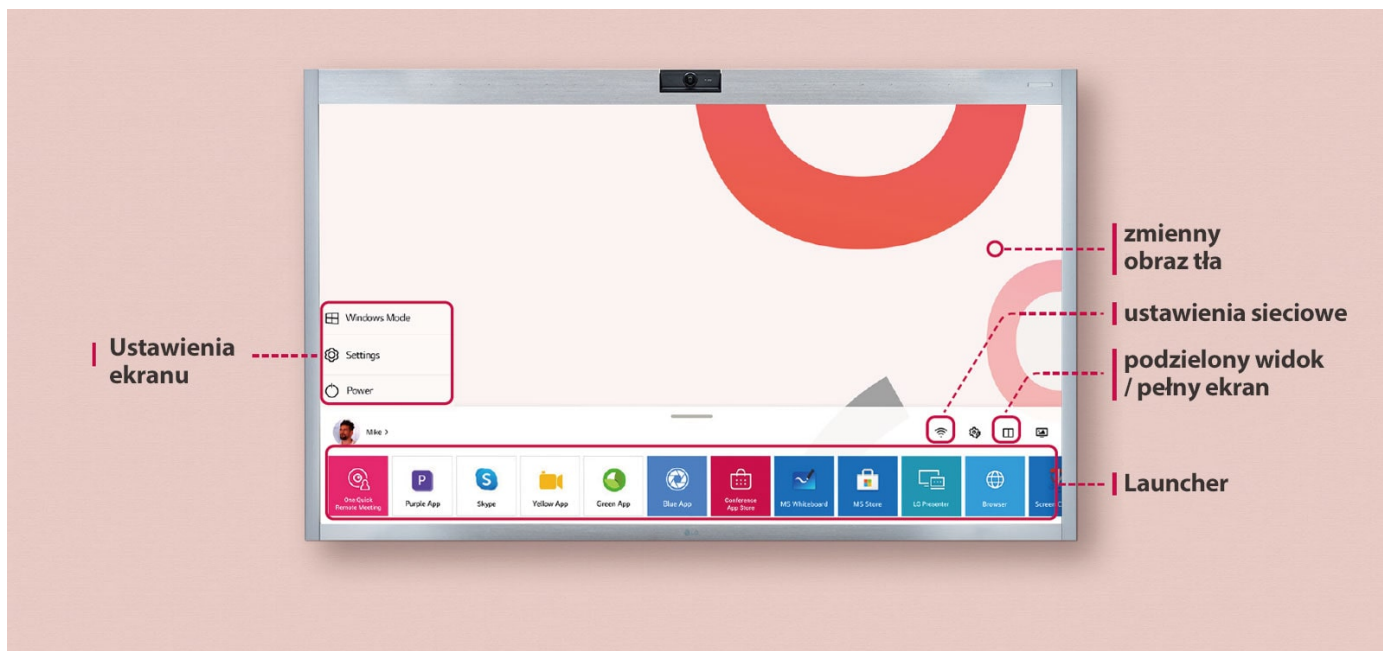 zmienny
obraz tła
ustawienia sieciowe
Windows Mode
Settings
Ustawienia
ekranu
podzielony widok
/ pełny ekran
Power
Mike >
One Quick
Remote Meeting
P
Purple App
S
Skype
Yellow App
Green App
Blue App
Conference
App Store
MS Whiteboard
MS Store
LG Presenter
Browser
Launcher